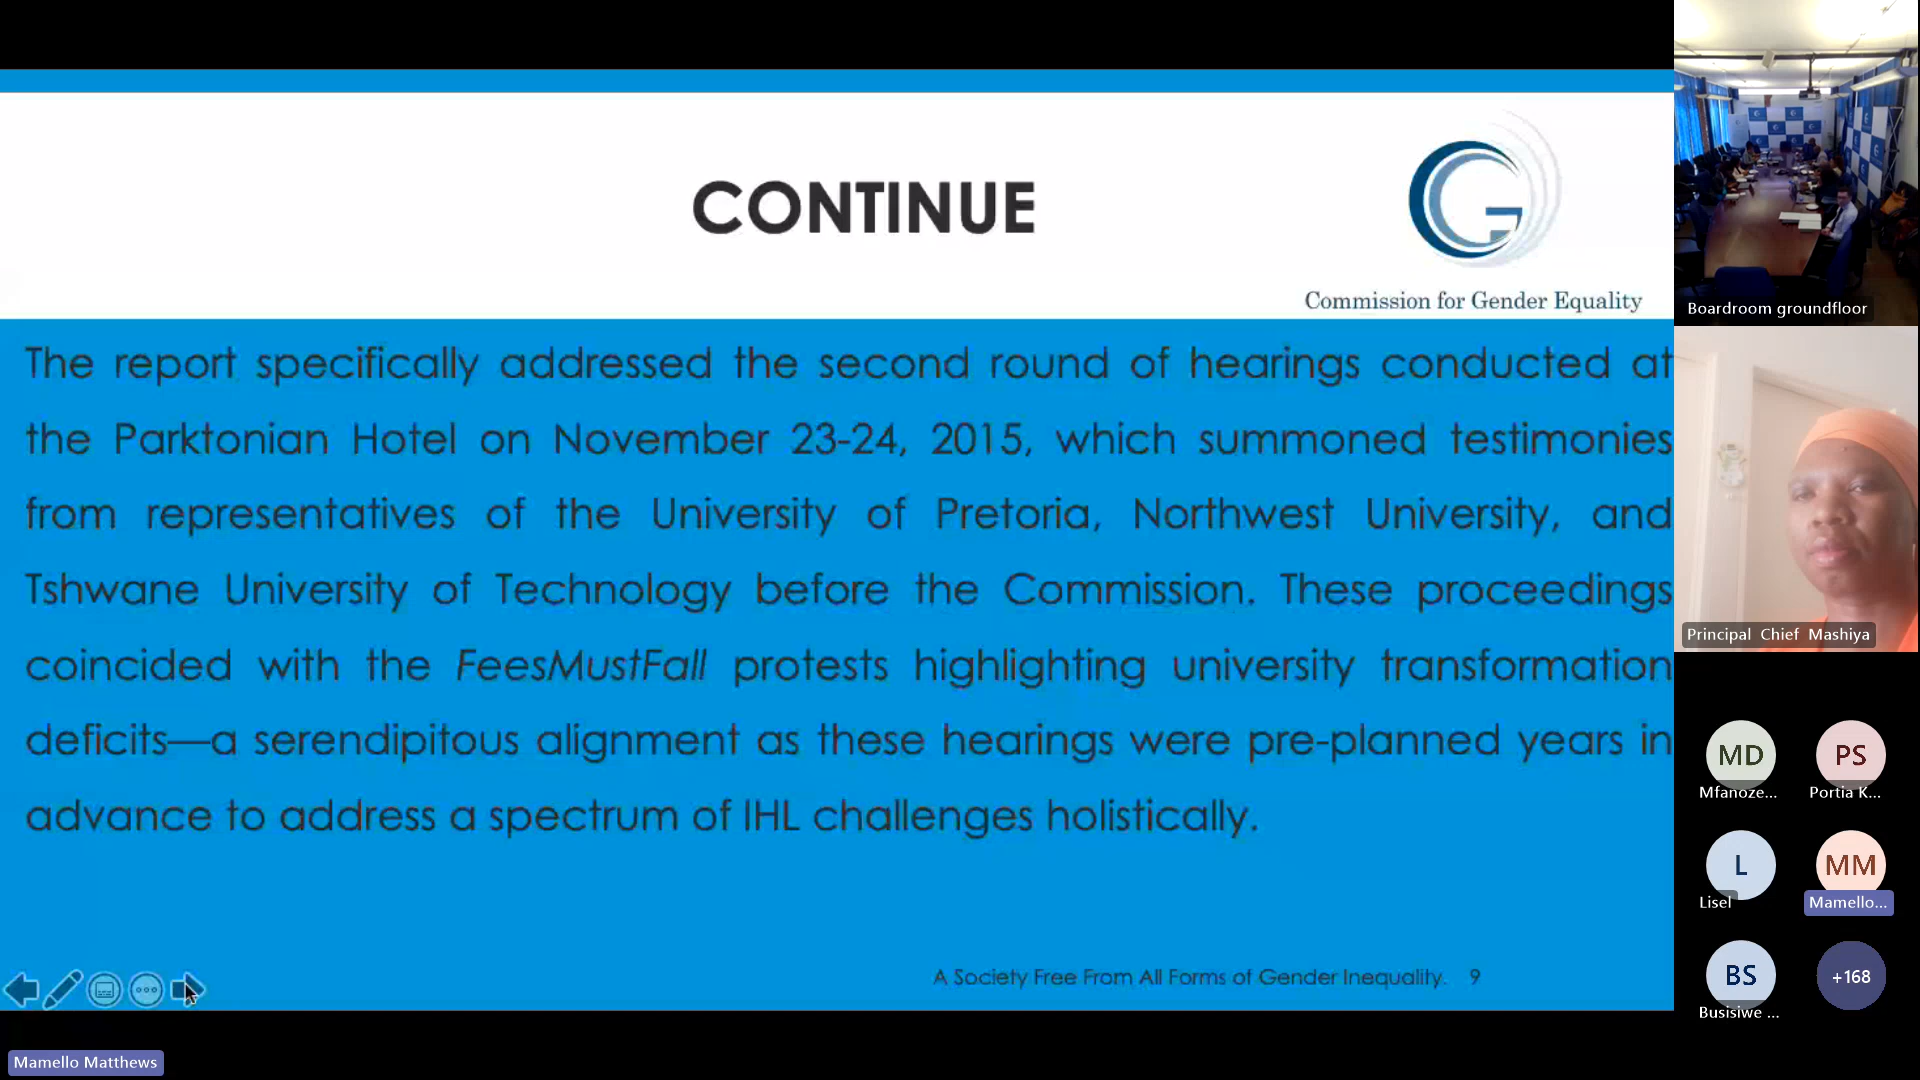 CONTINUE
Commission for Gender Equality
The report specifically addressed the second round of hearings conducted at
the Parktonian Hotel on November 23-24, 2015, which summoned testimonies
from representatives of the University of Pretoria, Northwest University, and
Tshwane University of Technology before the Commission. These proceedings
coincided with the FeesMustFall protests highlighting university transformation
deficits—a serendipitous alignment as these hearings were pre-planned years in
advance to address a spectrum of IHL challenges holistically.
A Society Free From All Forms of Gender Inequality. 9
Mamello Matthews
Boardroom groundfloor
Principal Chief Mashiya
MD
PS
Mfanoze...
Portia K...
L
MM
Lisel
Mamello...
BS
+168
Busisiwe ...